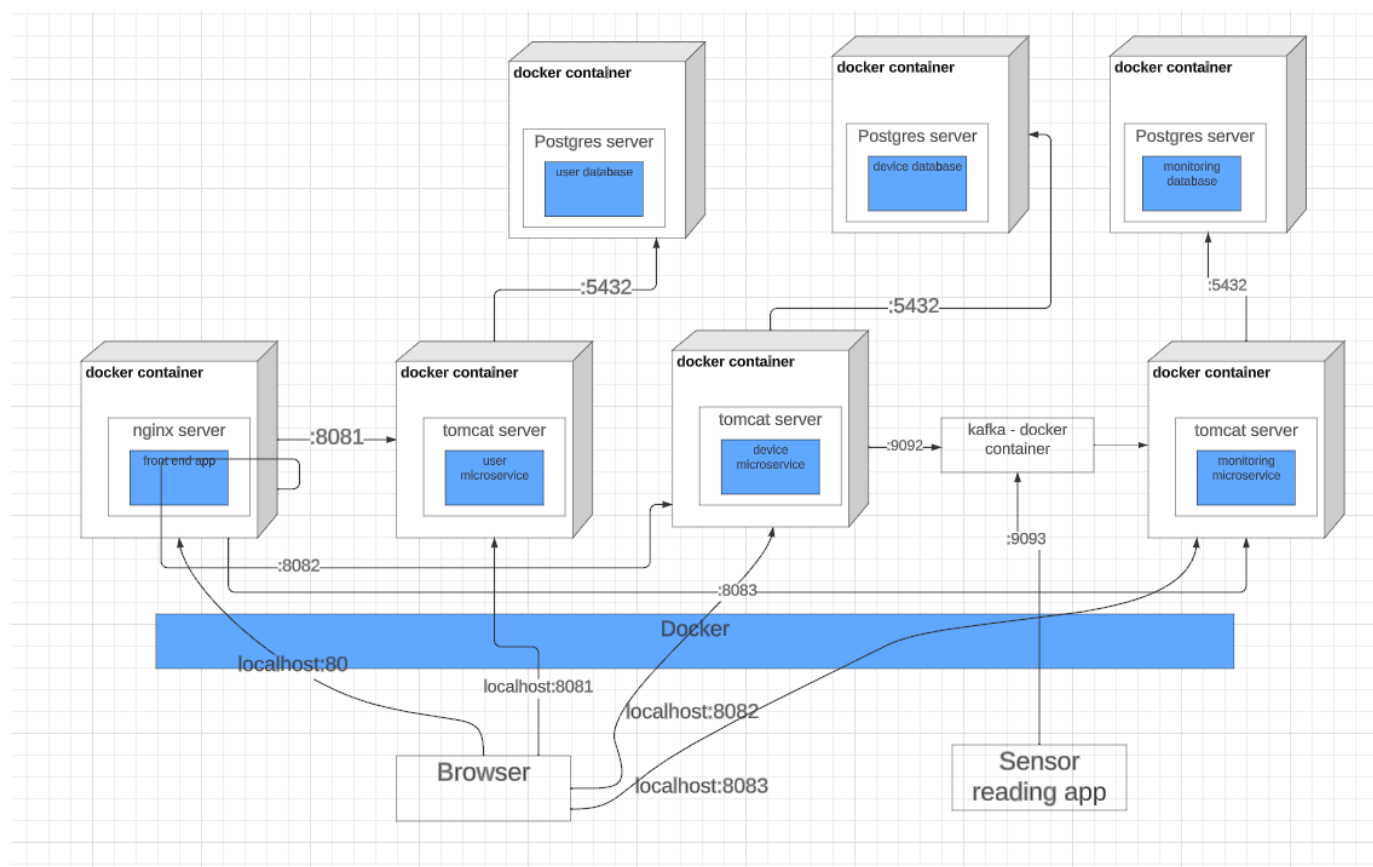 docker container
Postgres server
user database
docker container
Postgres server
device database
docker container
Postgres server
monitoring
database
:5432
:5432
:5432
docker container
nginx server
front end app
:8081
docker container
tomcat server
user
microservice
docker container
tomcat server
device
microservice
:9092
kafka - docker
container
docker container
tomcat server
monitoring
microservice
:9093
:8082
:8083
Docker
localhost:80
localhost:8081
localhost:8082
localhost:8083
Browser
Sensor
reading app